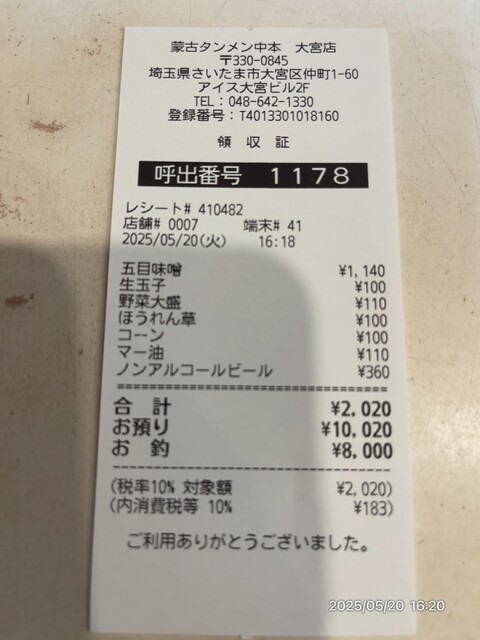 蒙古タンメン中本 大宮店
〒330-0845
埼玉県さいたま市大宮区仲町1-60
アイス大宮ビル2F
TEL：048-642-1330
登録番号：T4013301018160
領 収 証
呼出番号 1178
レシート# 410482
店舗# 0007 端末# 41
2025/05/20(火) 16:18
五目味噌 ¥1,140
生玉子 ¥100
野菜大盛 ¥110
ほうれん草 ¥100
コーン ¥100
マー油 ¥110
ノンアルコールビール ¥360
合 計 ¥2,020
お預り ¥10,020
お 釣 ¥8,000
(税率10% 対象額 ¥2,020)
(内消費税等 10% ¥183)
ご利用ありがとうございました。
2025/05/20 16:20